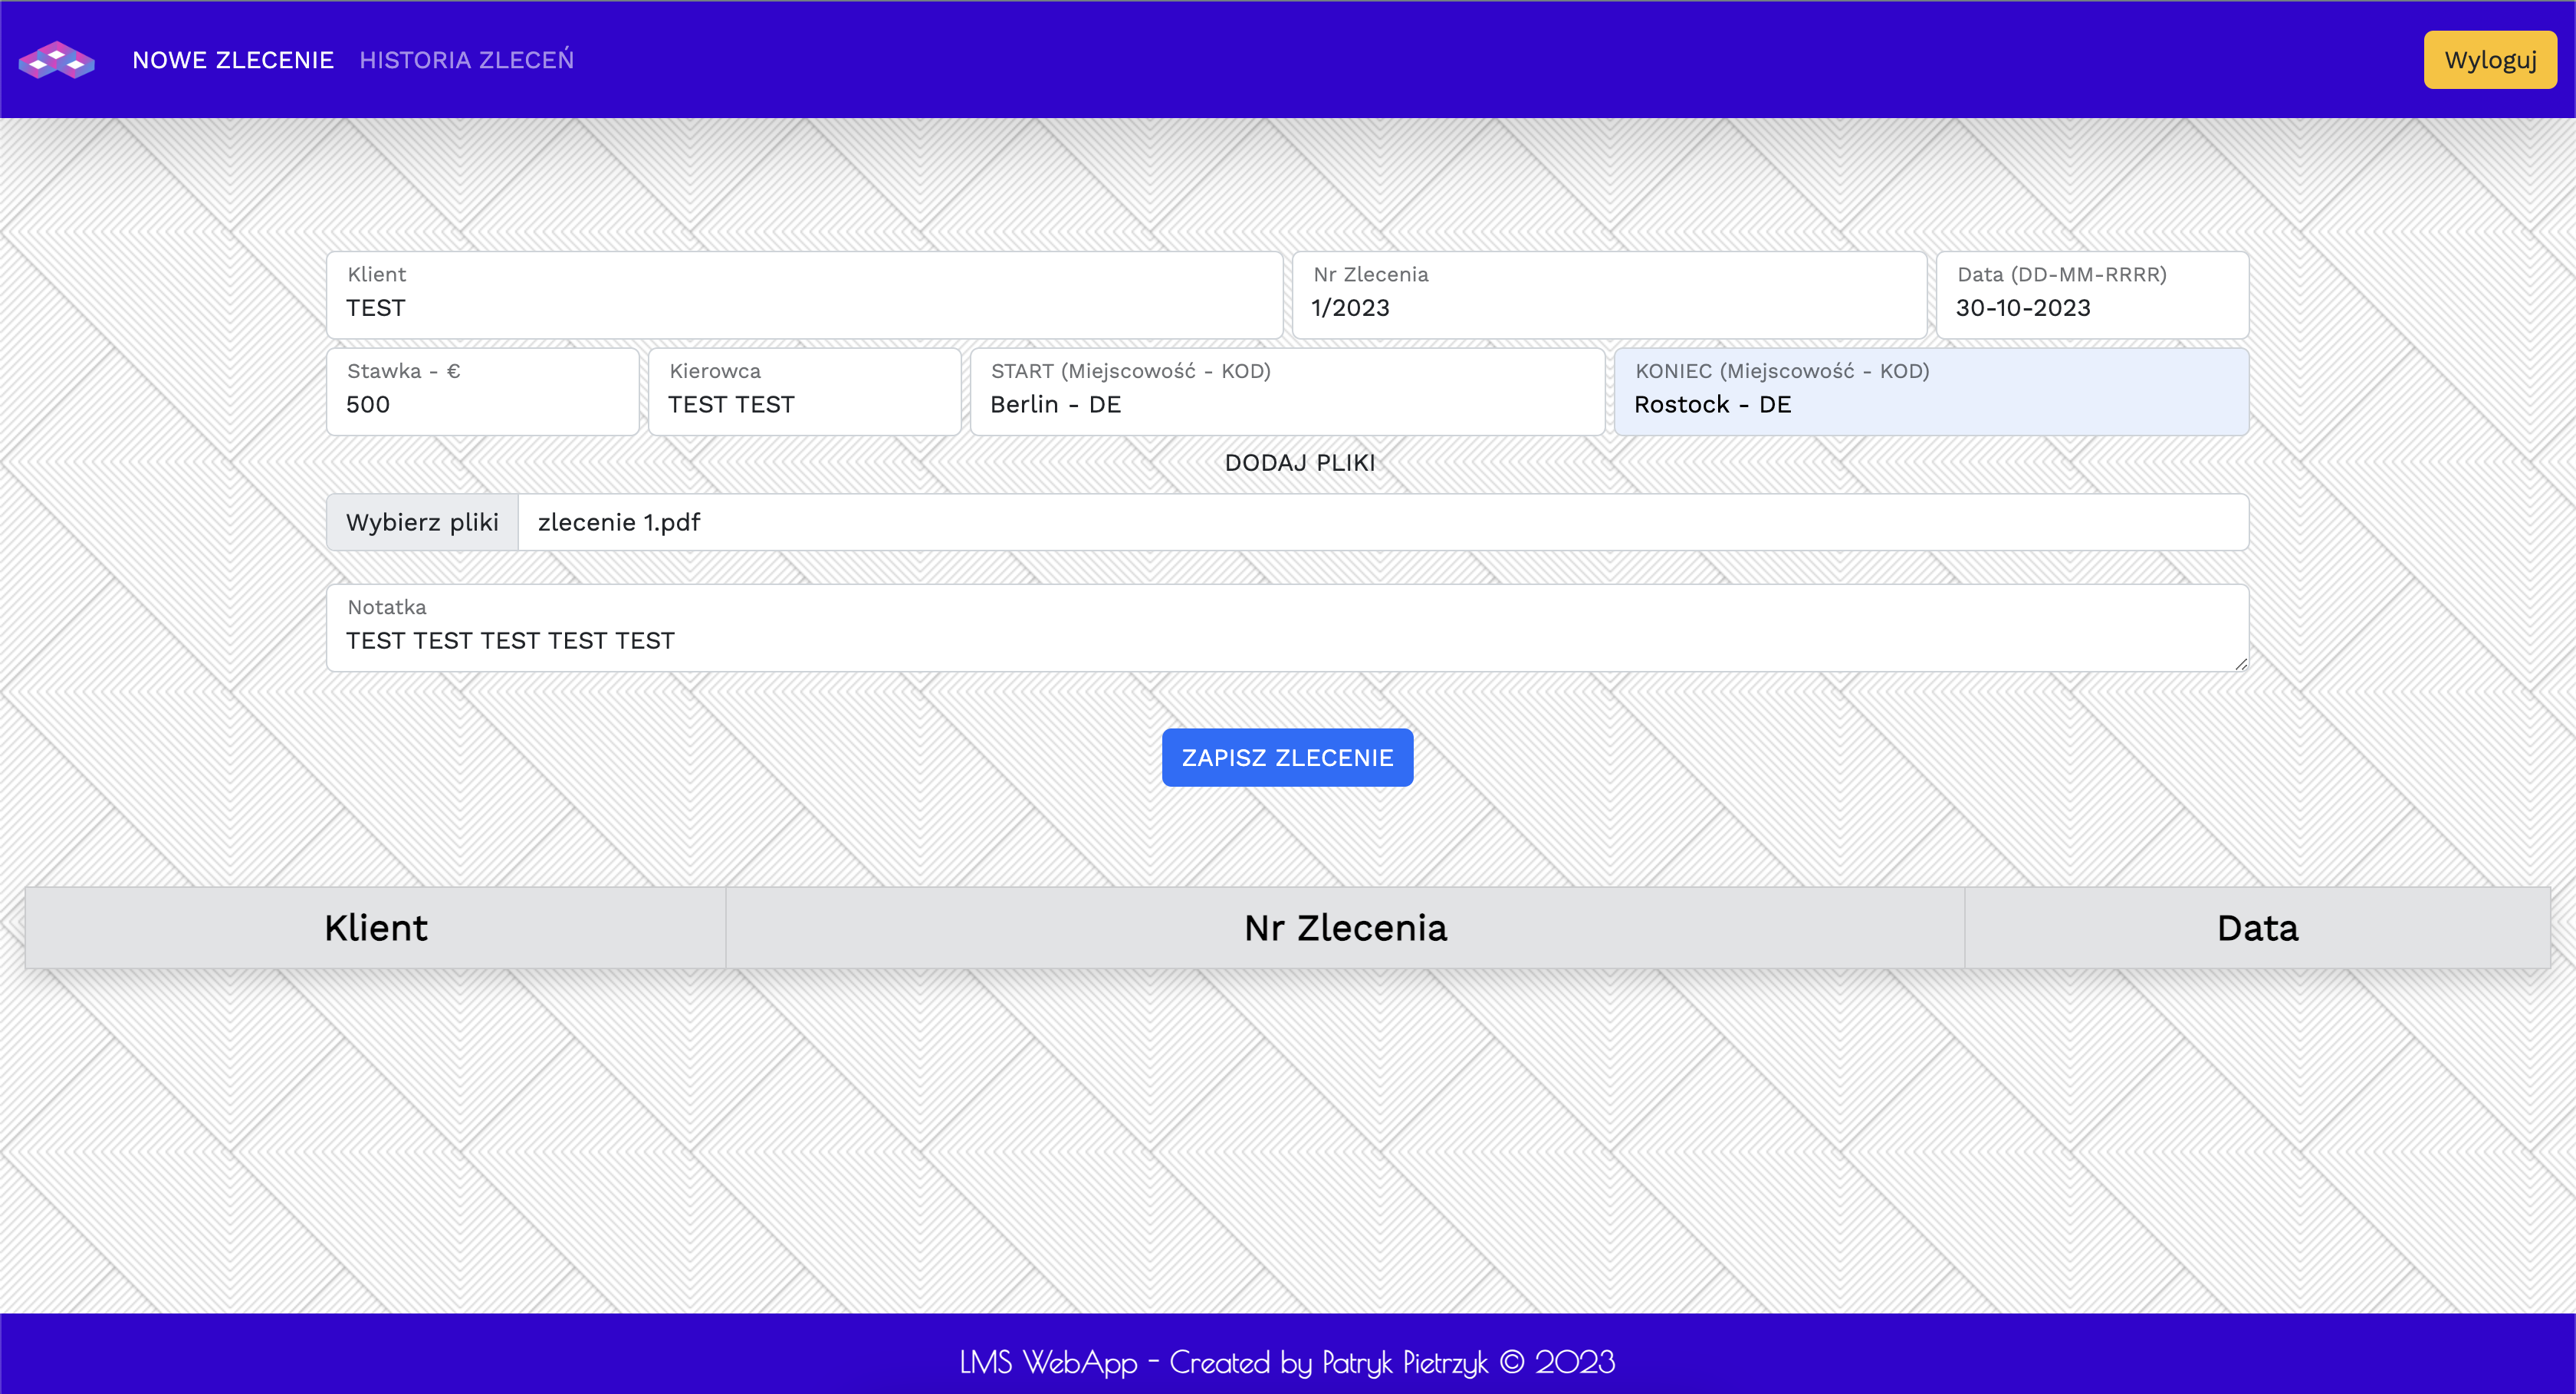 NOWE ZLECENIE HISTORIA ZLECEŃ Wyloguj
Klient Nr Zlecenia Data (DD-MM-RRRR)
TEST 1/2023 30-10-2023
Stawka - € Kierowca START (Miejscowość - KOD) KONIEC (Miejscowość - KOD)
500 TEST TEST Berlin - DE Rostock - DE
DODAJ PLIKI
Wybierz pliki zlecenie 1.pdf
Notatka
TEST TEST TEST TEST TEST
ZAPISZ ZLECENIE
Klient Nr Zlecenia Data
LMS WebApp - Created by Patryk Pietrzyk © 2023